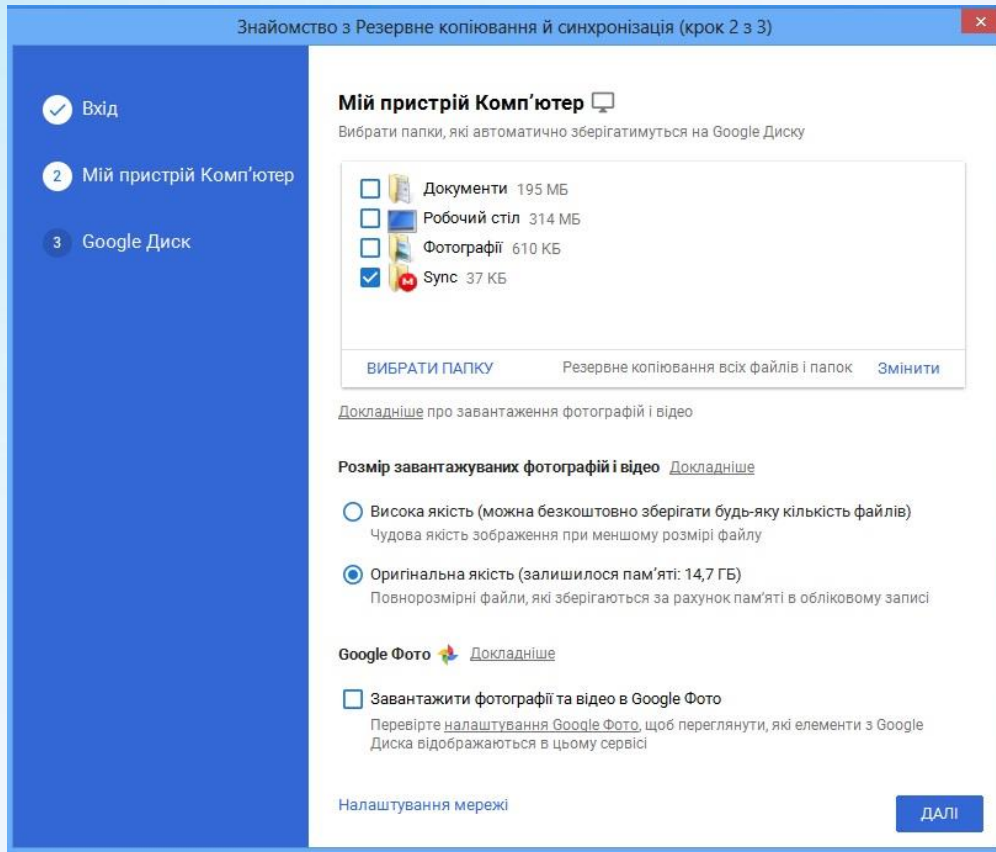 Знайомство з Резервне копіювання й синхронізація (крок 2 з 3)
Вхід
2 Мій пристрій Комп’ютер
3 Google Диск
Мій пристрій Комп’ютер
Вибрати папки, які автоматично зберігатимуться на Google Диску
Документи 195 МБ
Робочий стіл 314 МБ
Фотографії 610 КБ
Sync 37 КБ
ВИБРАТИ ПАПКУ Резервне копіювання всіх файлів і папок Змінити
Докладніше про завантаження фотографій і відео
Розмір завантажуваних фотографій і відео Докладніше
Висока якість (можна безкоштовно зберігати будь-яку кількість файлів)
Чудова якість зображення при меншому розмірі файлу
Оригінальна якість (залишилося пам’яті: 14,7 ГБ)
Повнорозмірні файли, які зберігаються за рахунок пам’яті в обліковому записі
Google Фото Докладніше
Завантажити фотографії та відео в Google Фото
Перевірте налаштування Google Фото, щоб переглянути, які елементи з Google
Диска відображаються в цьому сервісі
Налаштування мережі
ДАЛІ